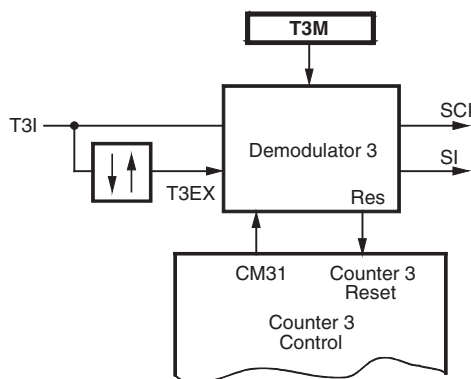 T3M
SCI
T3I
Demodulator 3
SI
T3EX
Res
CM31
Counter 3
Reset
Counter 3
Control